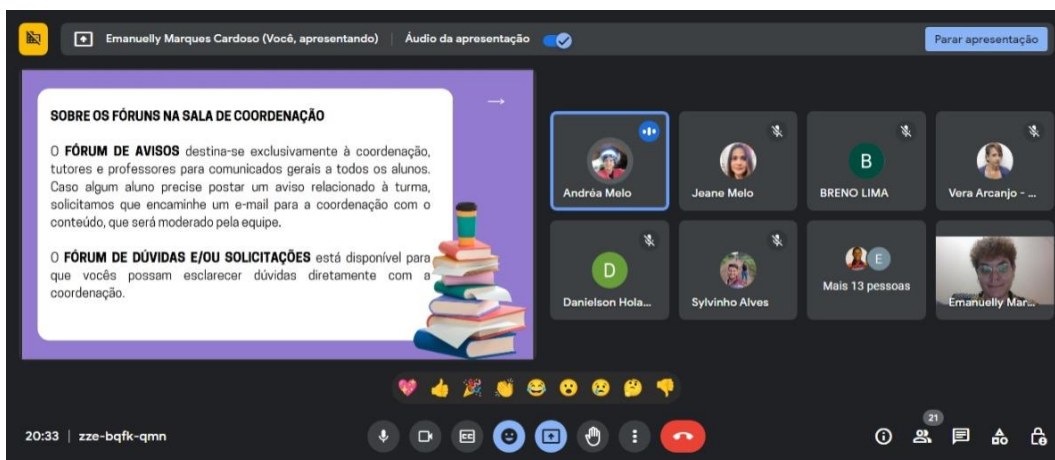 Emanuelly Marques Cardoso (Você, apresentando)
Áudio da apresentação
Parar apresentação
SOBRE OS FÓRUNS NA SALA DE COORDENAÇÃO
O FÓRUM DE AVISOS destina-se exclusivamente à coordenação,
tutores e professores para comunicados gerais a todos os alunos.
Caso algum aluno precise postar um aviso relacionado à turma,
solicitamos que encaminhe um e-mail para a coordenação com o
conteúdo, que será moderado pela equipe.
O FÓRUM DE DÚVIDAS E/OU SOLICITAÇÕES está disponível para
que vocês possam esclarecer dúvidas diretamente com a
coordenação.
Andréa Melo
Jeane Melo
B
BRENO LIMA
Vera Arcanjo - ...
D
Danielson Hola...
Sylvinho Alves
E
Mais 13 pessoas
Emanuelly Mar...
20:33 | zze-bqfk-qmn
CC
21